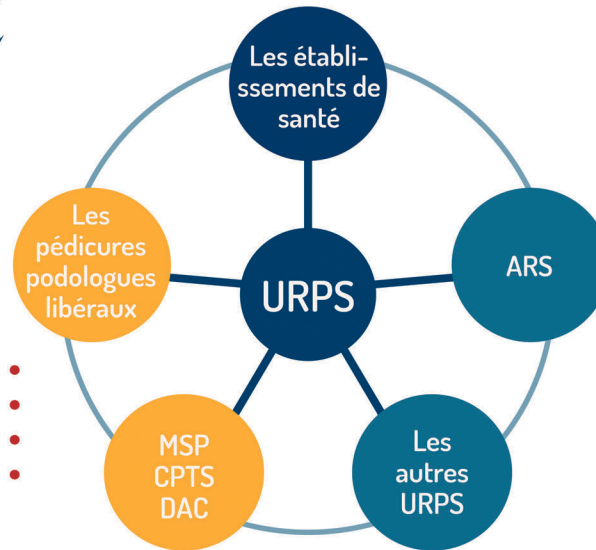 Les établi-
ssements de
santé
Les
pédicures
podologues
libéraux
URPS
ARS
MSP
CPTS
DAC
Les
autres
URPS